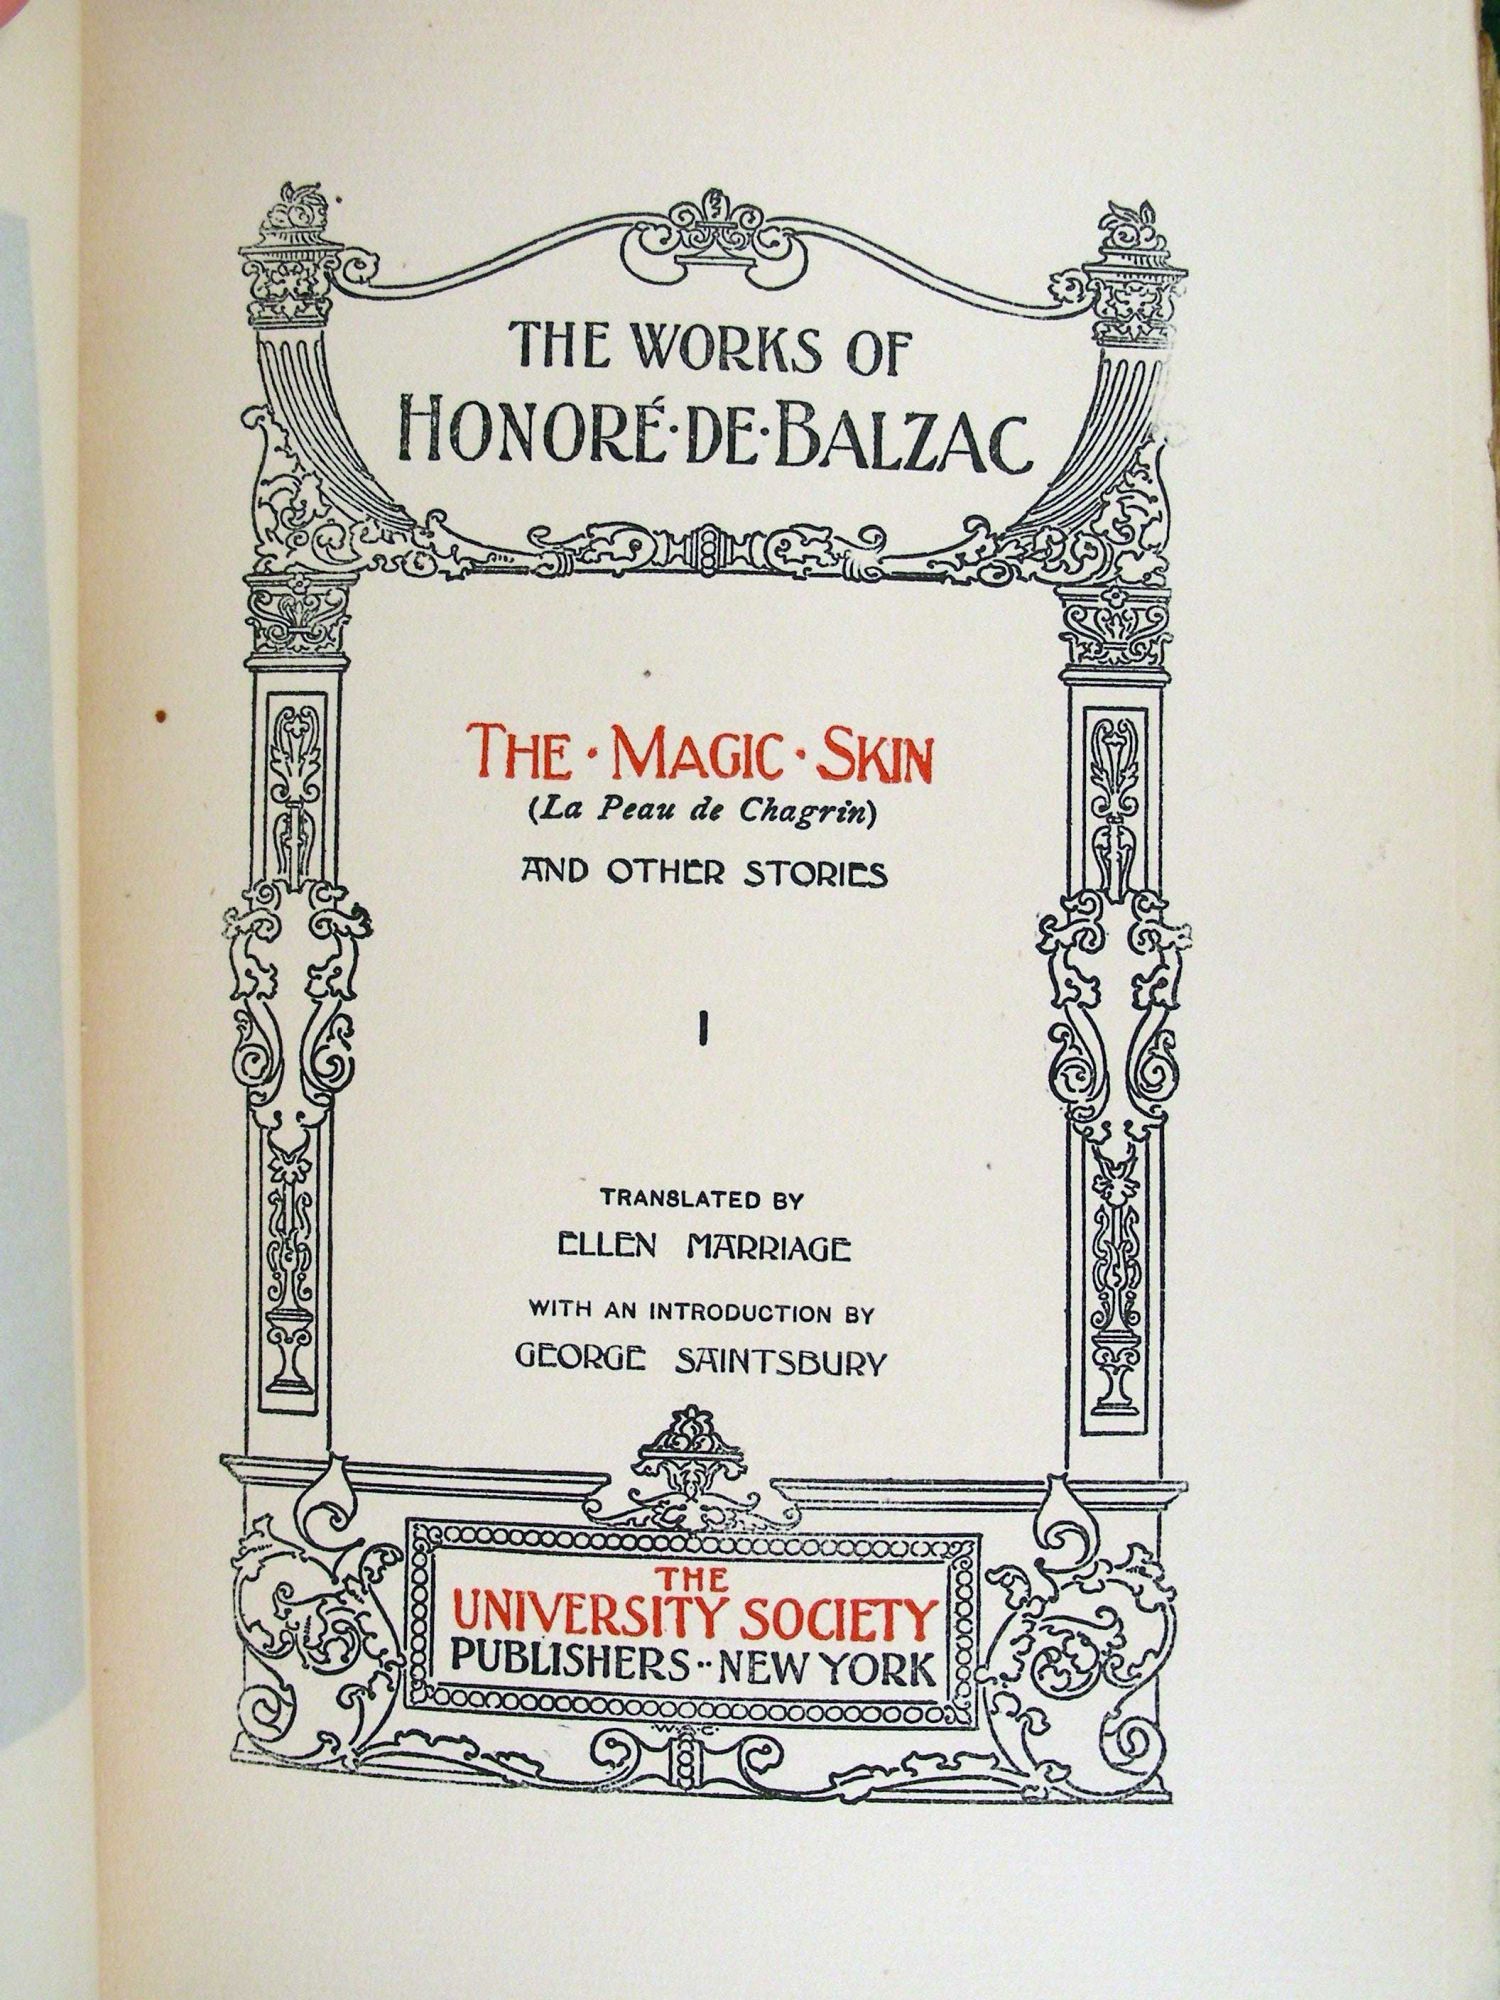 THE WORKS OF
HONORÉ·DE·BALZAC
THE·MAGIC·SKIN
(La Peau de Chagrin)
AND OTHER STORIES
I
TRANSLATED BY
ELLEN MARRIAGE
WITH AN INTRODUCTION BY
GEORGE SAINTSBURY
THE
UNIVERSITY SOCIETY
PUBLISHERS··NEW YORK